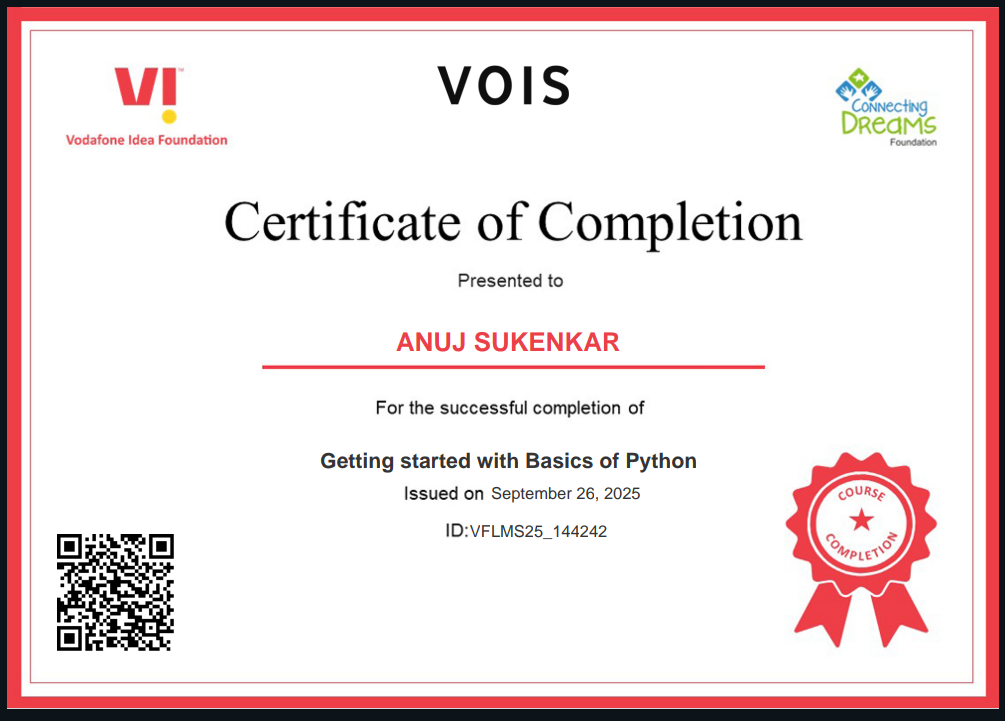 VI™
Vodafone Idea Foundation
VOIS
CONNECTING
DREAMS
Foundation
Certificate of Completion
Presented to
ANUJ SUKENKAR
For the successful completion of
Getting started with Basics of Python
Issued on September 26, 2025
ID:VFLMS25_144242
COURSE
COMPLETION